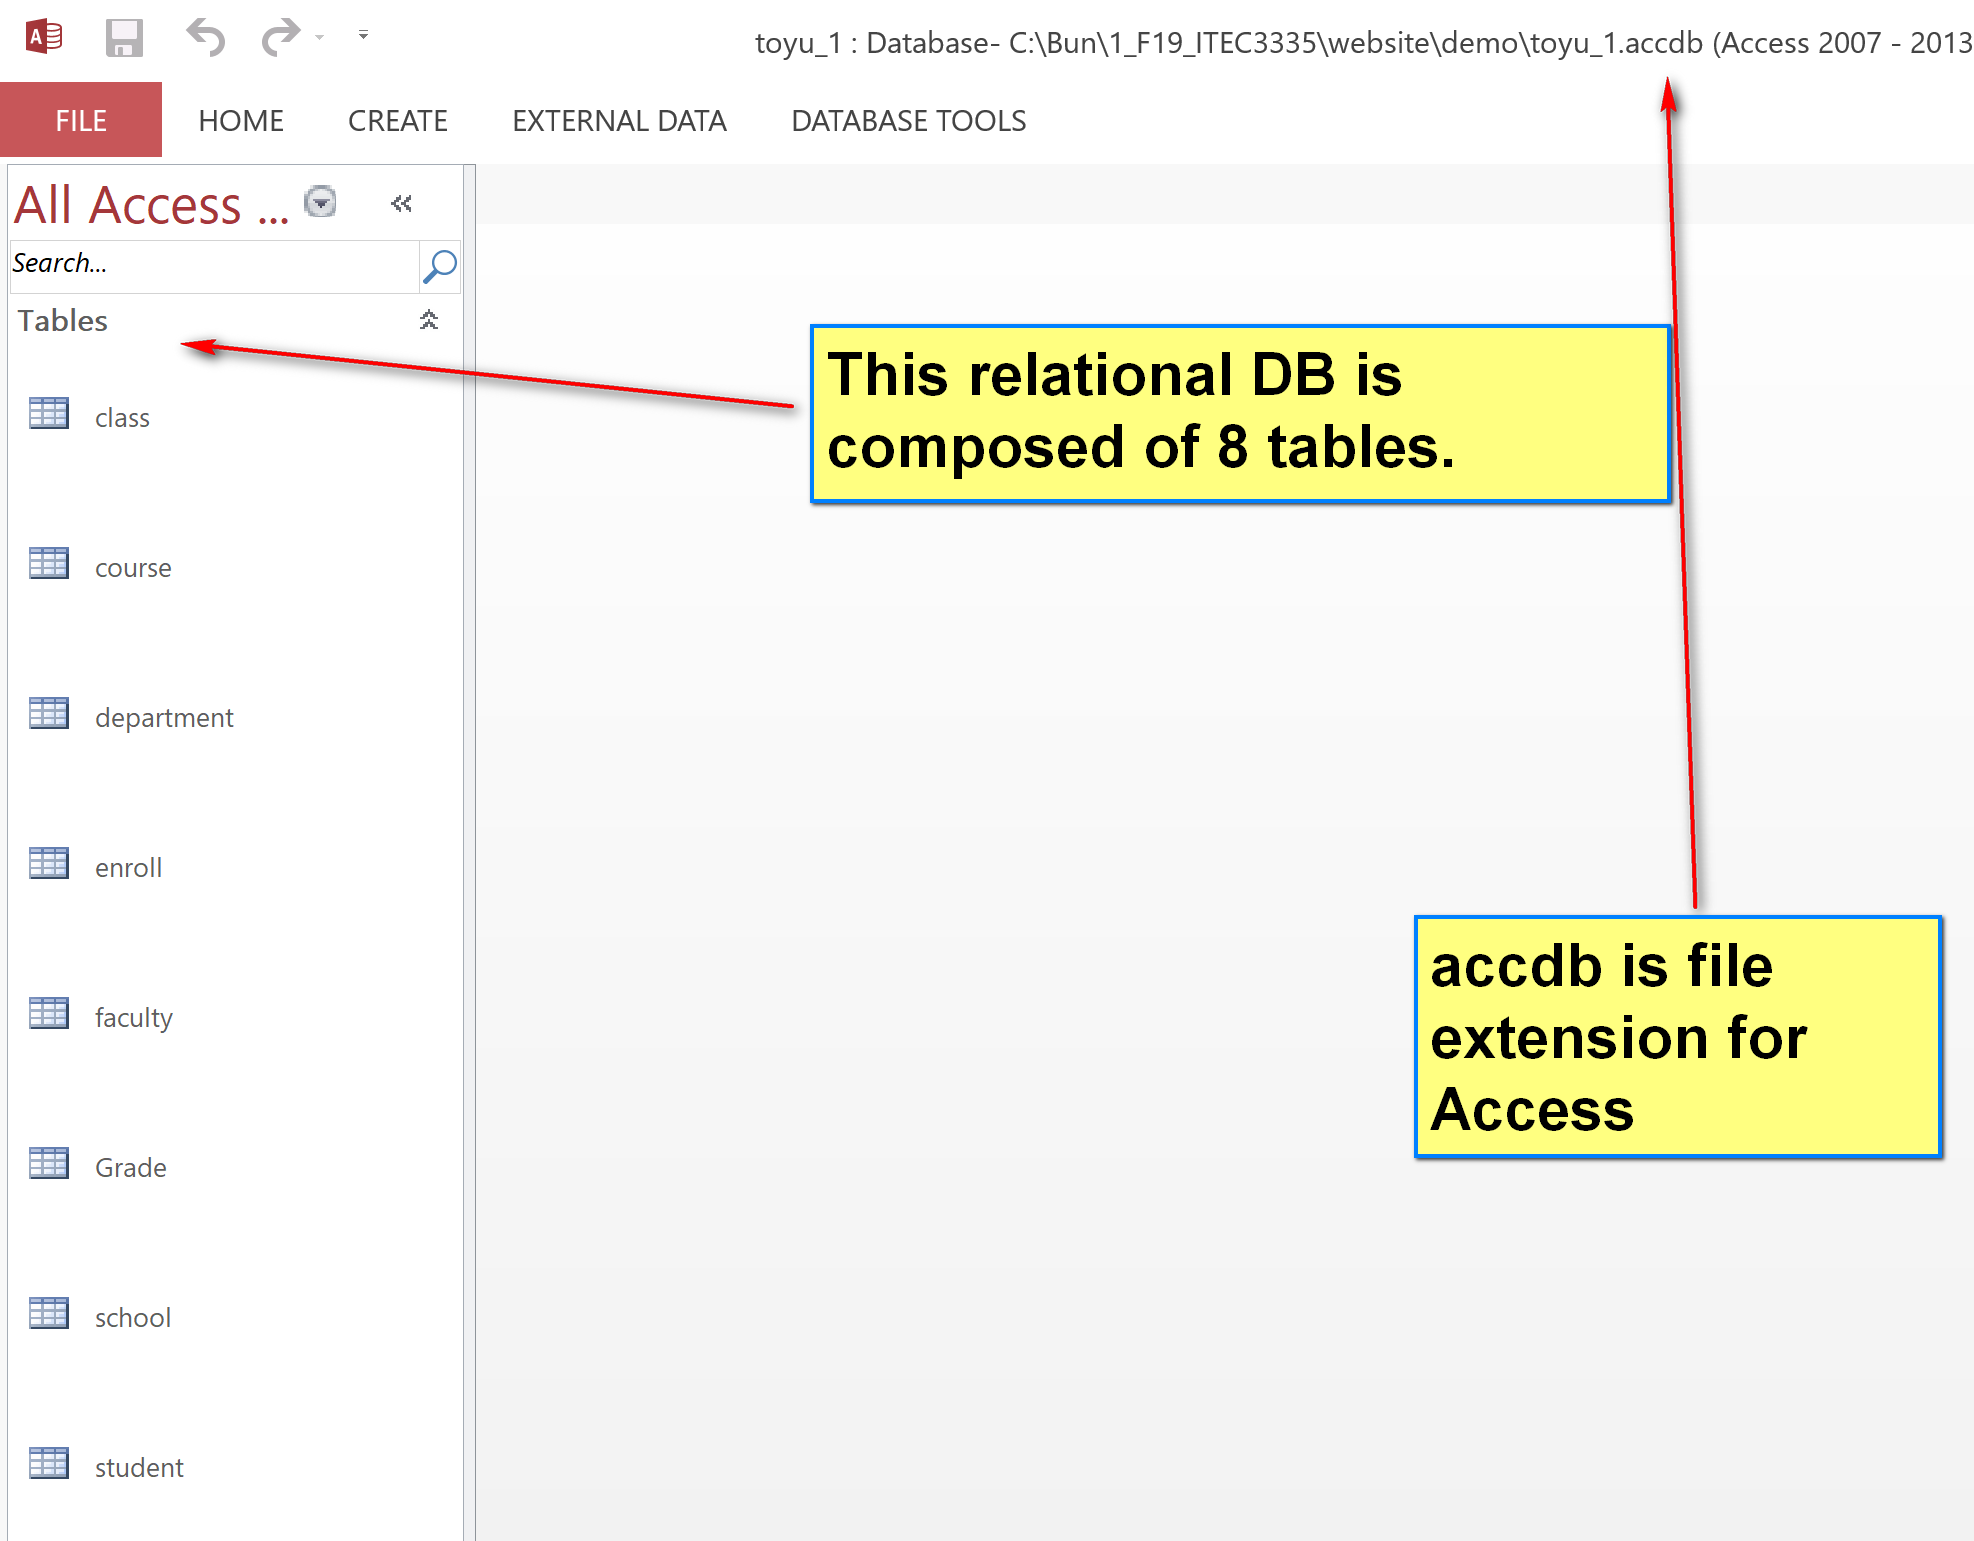 toyu_1 : Database- C:\Bun\1_F19_ITEC3335\website\demo\toyu_1.accdb (Access 2007 - 2013
FILE HOME CREATE EXTERNAL DATA DATABASE TOOLS
All Access ...
Search...
Tables
class
course
department
enroll
faculty
Grade
school
student
This relational DB is
composed of 8 tables.
accdb is file
extension for
Access